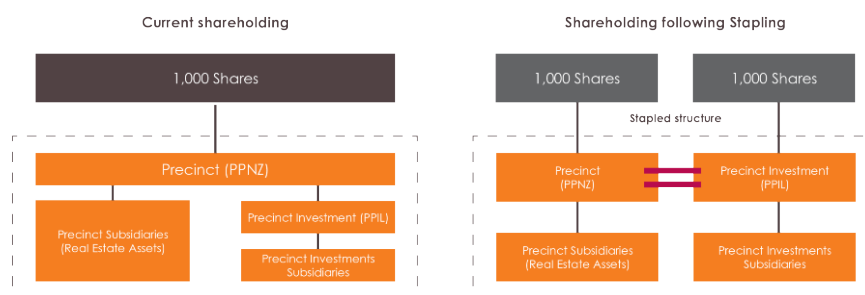 Current shareholding
1,000 Shares
Precinct (PPNZ)
Precinct Subsidiaries
(Real Estate Assets)
Precinct Investment (PPIL)
Precinct Investments
Subsidiaries
Shareholding following Stapling
1,000 Shares
1,000 Shares
Stapled structure
Precinct
(PPNZ)
Precinct Investment
(PPIL)
Precinct Subsidiaries
(Real Estate Assets)
Precinct Investments
Subsidiaries